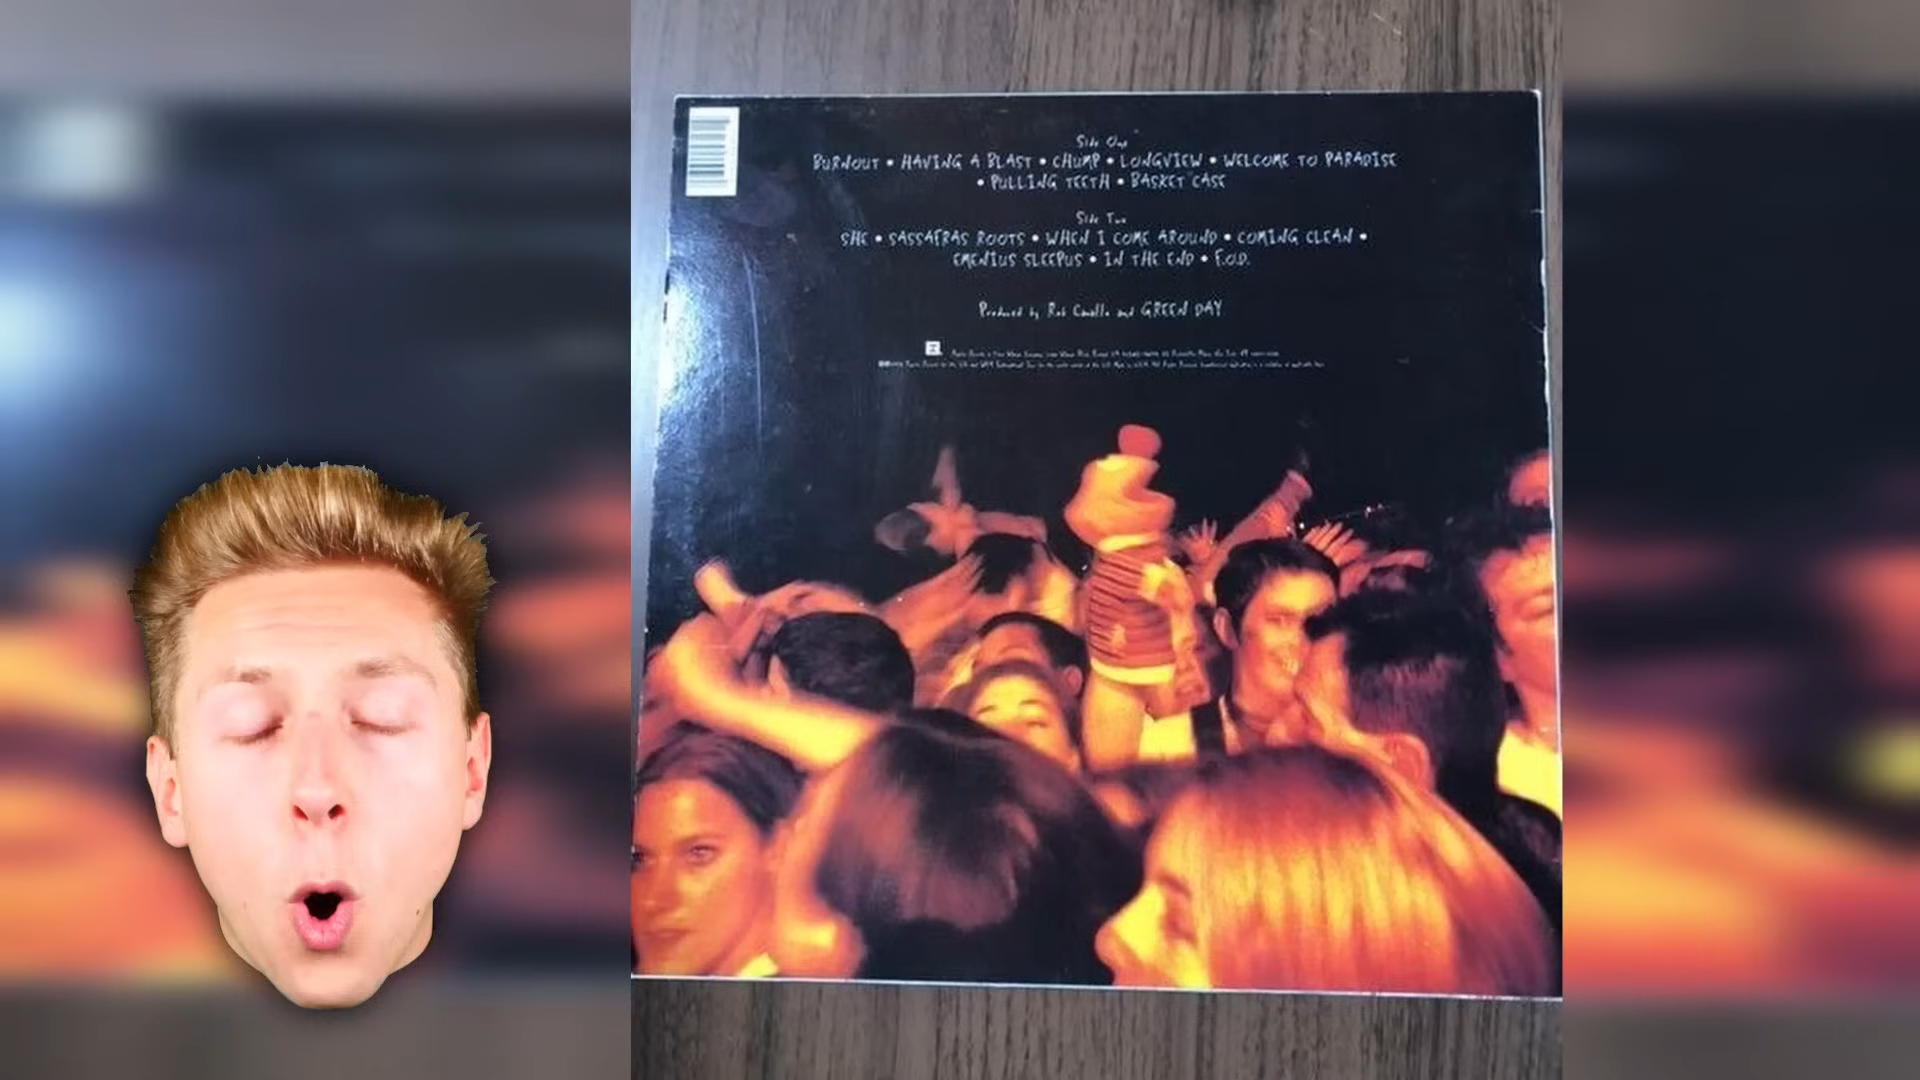 Side One
BURNOUT • HAVING A BLAST • CHUMP • LONGVIEW • WELCOME TO PARADISE
• PULLING TEETH • BASKET CASE
Side Two
SHE • SASSAFRAS ROOTS • WHEN I COME AROUND • COMING CLEAN •
EMENIUS SLEEPUS • IN THE END • F.O.D.
Produced by Rob Cavallo and GREEN DAY